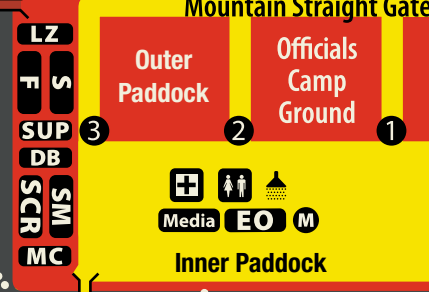 Mountain Straight Gate
LZ
F
S
SUP
DB
SCR
SM
MC
Outer
Paddock
Officials
Camp
Ground
3
2
1
Media
EO
M
Inner Paddock